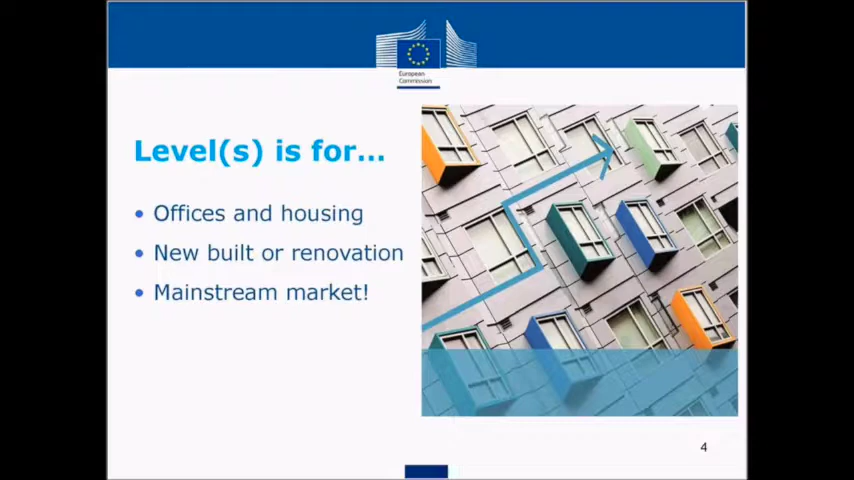 European
Commission
Level(s) is for...
• Offices and housing
• New built or renovation
• Mainstream market!
4